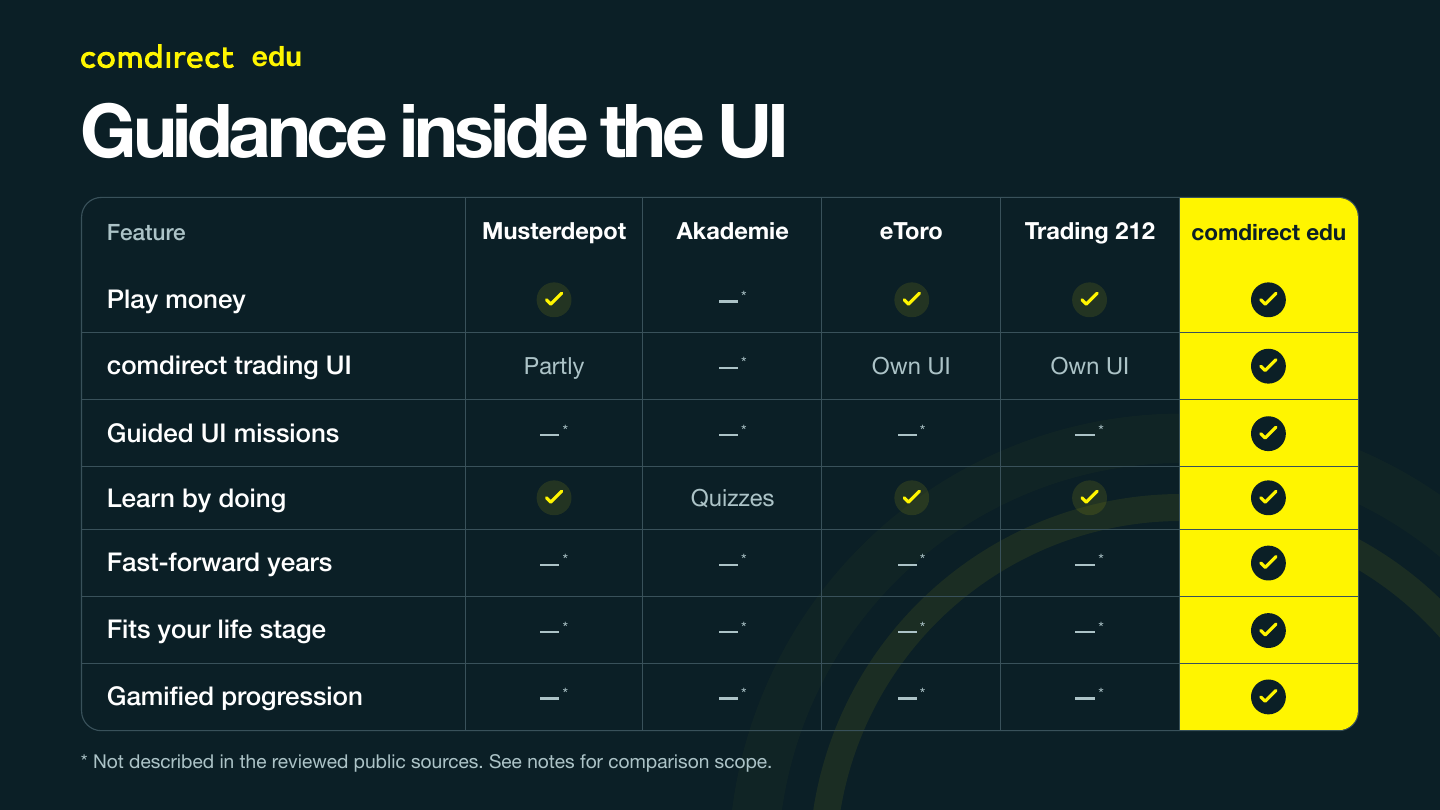 comdırect edu
Guidance inside the UI
Feature Musterdepot Akademie eToro Trading 212 comdirect edu
Play money —*
comdirect trading UI Partly —* Own UI Own UI
Guided UI missions —* —* —* —*
Learn by doing Quizzes
Fast-forward years —* —* —* —*
Fits your life stage —* —* —* —*
Gamified progression —* —* —* —*
* Not described in the reviewed public sources. See notes for comparison scope.